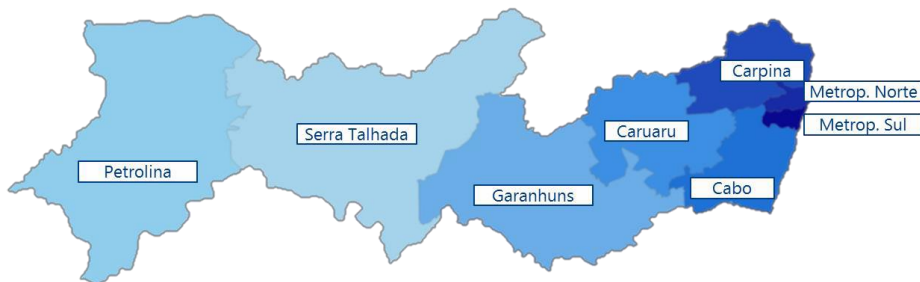 Carpina
Metrop. Norte
Metrop. Sul
Serra Talhada
Caruaru
Petrolina
Garanhuns
Cabo